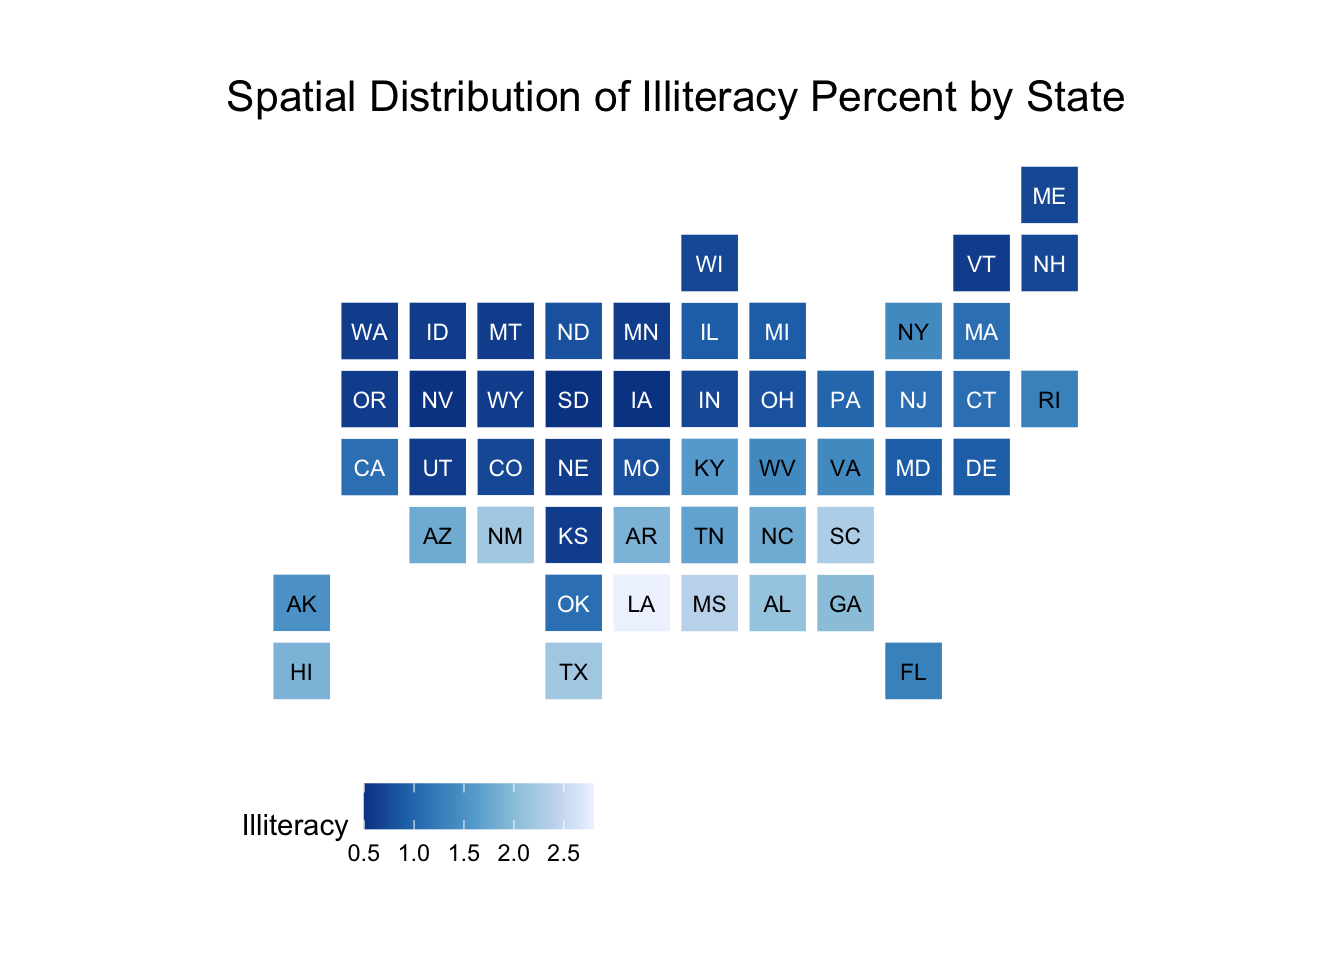 Spatial Distribution of Illiteracy Percent by State
ME
WI VT NH
WA ID MT ND MN IL MI NY MA
OR NV WY SD IA IN OH PA NJ CT RI
CA UT CO NE MO KY WV VA MD DE
AZ NM KS AR TN NC SC
AK OK LA MS AL GA
HI TX FL
Illiteracy
0.5 1.0 1.5 2.0 2.5